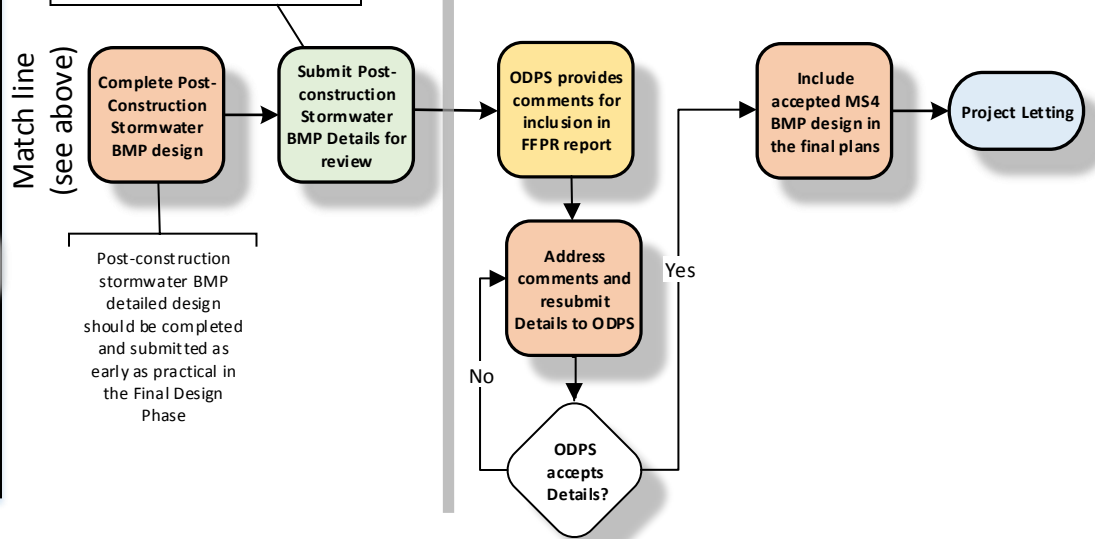 Match line
(see above)
Complete Post-
Construction
Stormwater
BMP design
Submit Post-
construction
Stormwater
BMP Details for
review
ODPS provides
comments for
inclusion in
FFPR report
Include
accepted MS4
BMP design in
the final plans
Project Letting
Post-construction
stormwater BMP
detailed design
should be completed
and submitted as
early as practical in
the Final Design
Phase
Address
comments and
resubmit
Details to ODPS
Yes
No
ODPS
accepts
Details?